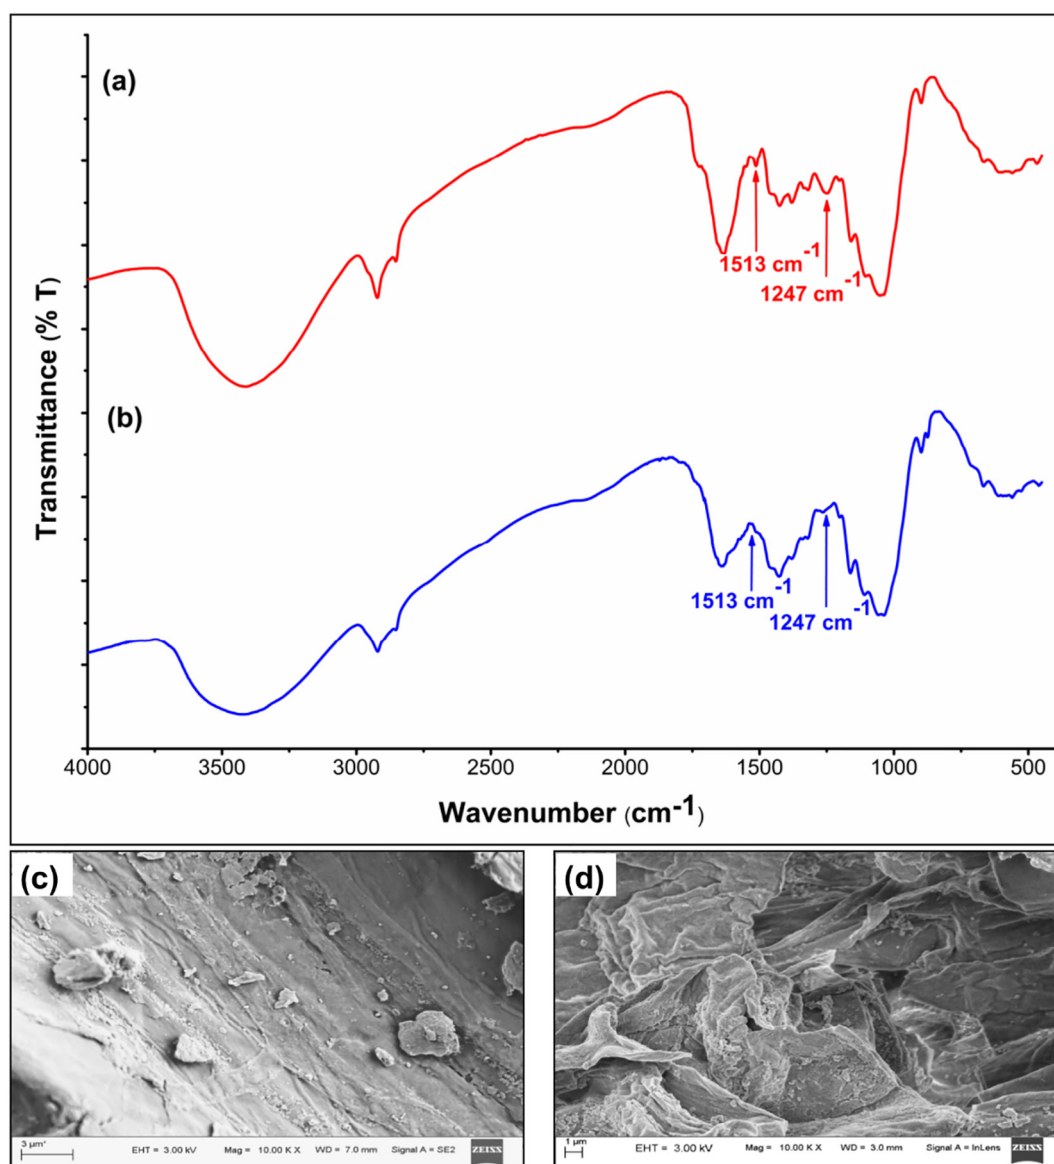 (a)
1513 cm-1
1247 cm-1
(b)
1513 cm-1
1247 cm-1
Transmittance (% T)
4000 3500 3000 2500 2000 1500 1000 500
Wavenumber (cm-1)
(c)
3 µm* EHT = 3.00 kV Mag = 10.00 K X WD = 7.0 mm Signal A = SE2 ZEISS
(d)
1 µm EHT = 3.00 kV Mag = 10.00 K X WD = 3.0 mm Signal A = InLens ZEISS